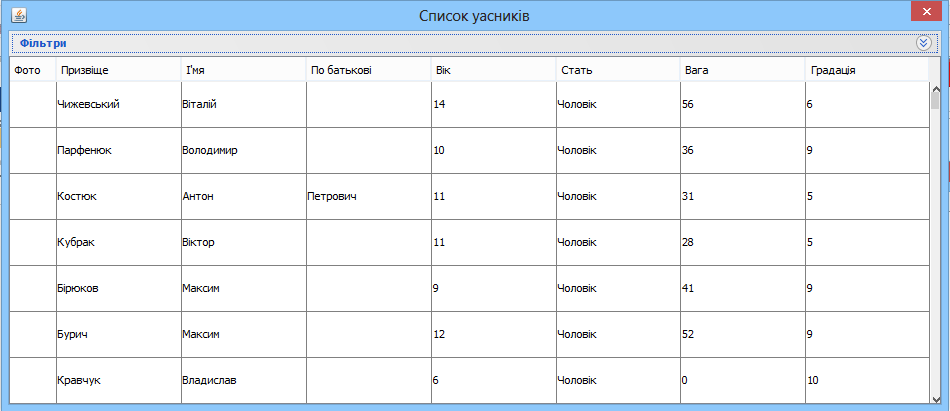 Список уасників
Фільтри
Фото Призвіще І'мя По батькові Вік Стать Вага Градація
Чижевський Віталій 14 Чоловік 56 6
Парфенюк Володимир 10 Чоловік 36 9
Костюк Антон Петрович 11 Чоловік 31 5
Кубрак Віктор 11 Чоловік 28 5
Бірюков Максим 9 Чоловік 41 9
Бурич Максим 12 Чоловік 52 9
Кравчук Владислав 6 Чоловік 0 10